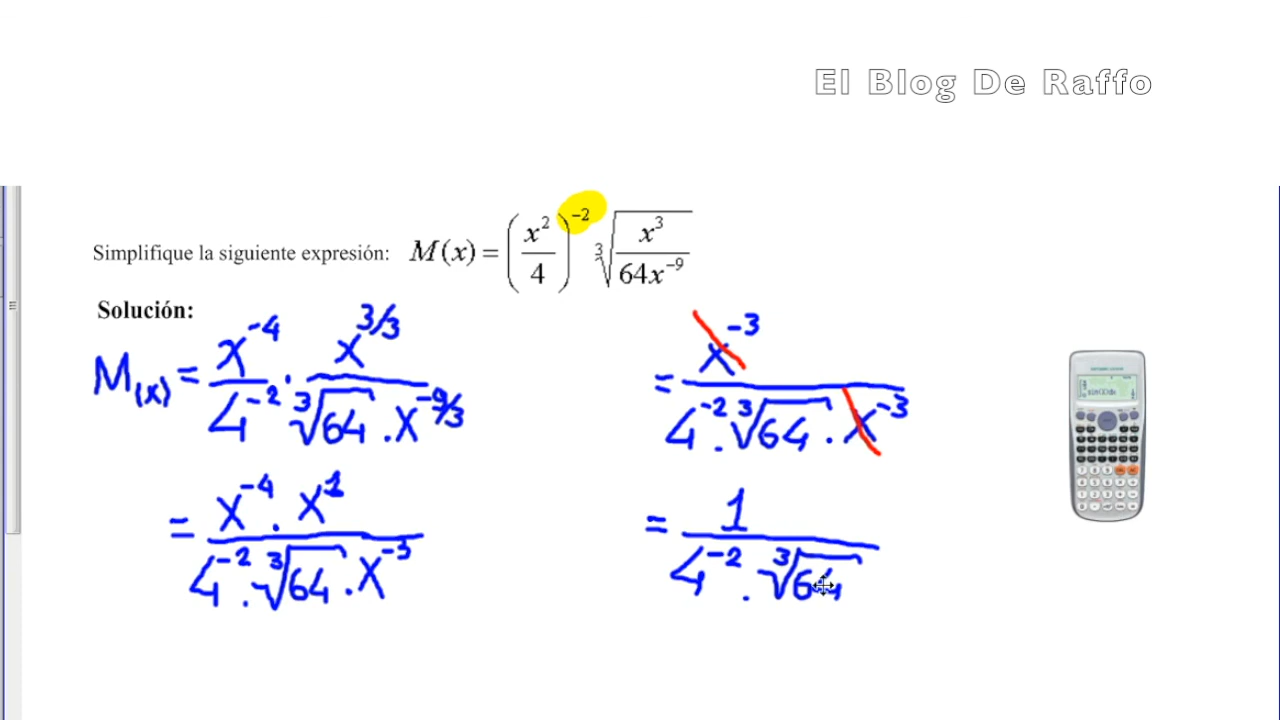 El Blog De Raffo
Simplifique la siguiente expresión: M(x) = (x²/4)⁻² ∛(x³/(64x⁻⁹))
Solución:
M(x) = x⁻⁴/4⁻² · x^(3/3)/(∛64 · x^(-9/3))
= (x⁻⁴ · x¹)/(4⁻² · ∛64 · x⁻³)
= x⁻³/(4⁻² · ∛64 · x⁻³)
= 1/(4⁻² · ∛64)